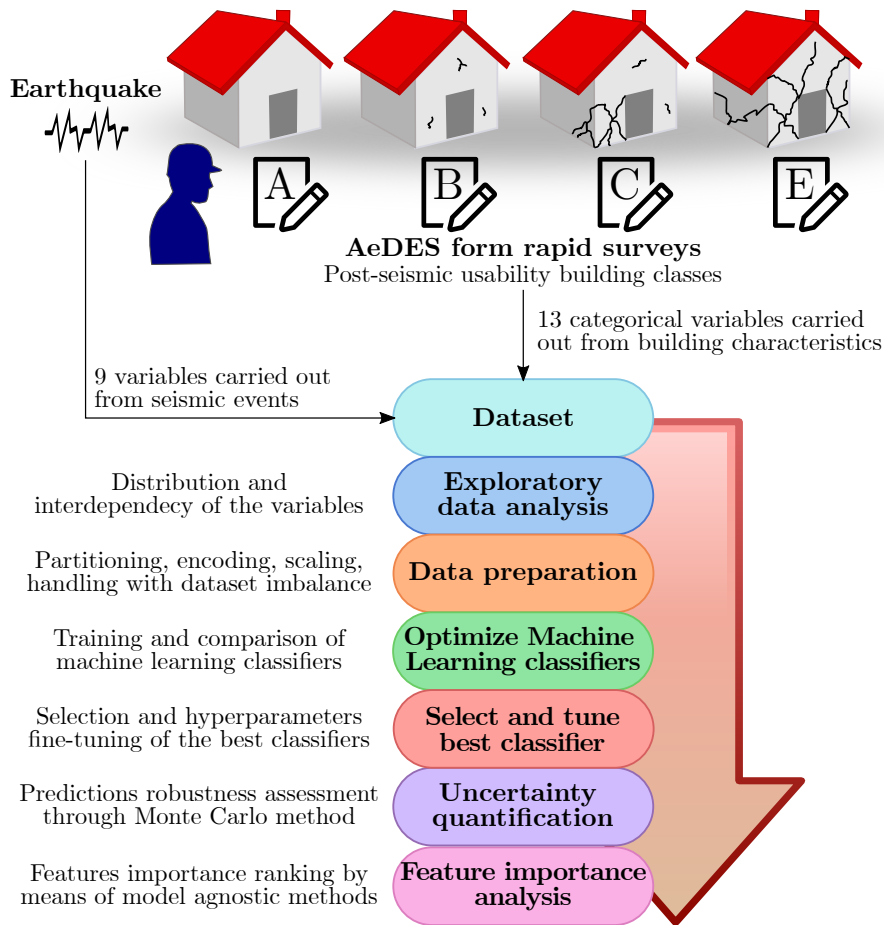 Earthquake
A
B
C
E
AeDES form rapid surveys
Post-seismic usability building classes
13 categorical variables carried
out from building characteristics
9 variables carried out
from seismic events
Dataset
Distribution and
interdependecy of the variables
Exploratory
data analysis
Partitioning, encoding, scaling,
handling with dataset imbalance
Data preparation
Training and comparison of
machine learning classifiers
Optimize Machine
Learning classifiers
Selection and hyperparameters
fine-tuning of the best classifiers
Select and tune
best classifier
Predictions robustness assessment
through Monte Carlo method
Uncertainty
quantification
Features importance ranking by
means of model agnostic methods
Feature importance
analysis